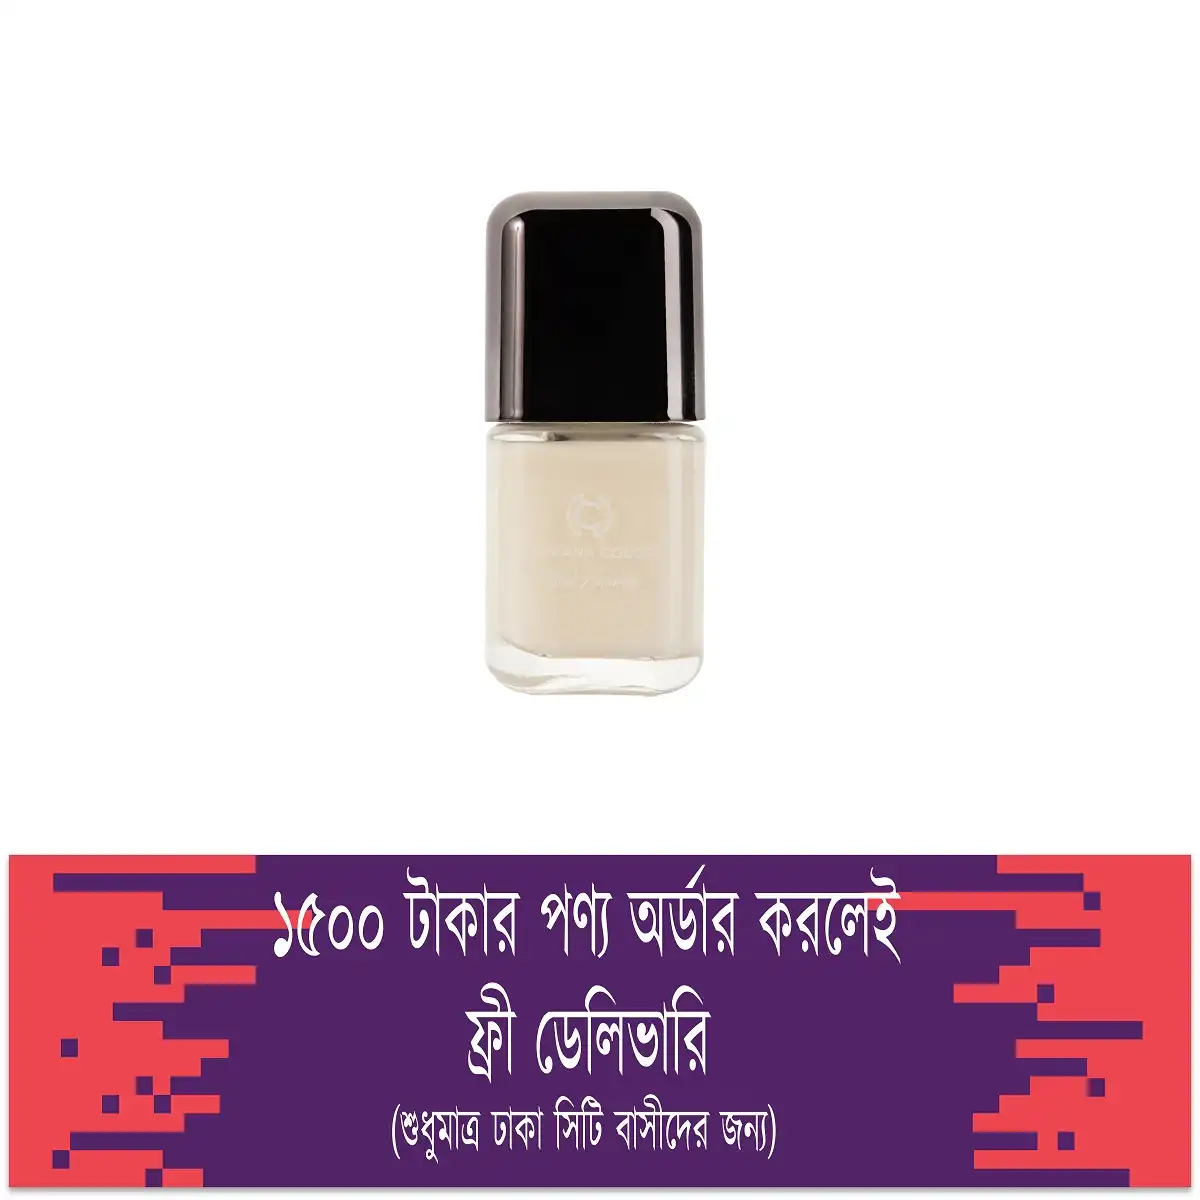 ১৫০০ টাকার পণ্য অর্ডার করলেই
ফ্রী ডেলিভারি
(শুধুমাত্র ঢাকা সিটি বাসীদের জন্য)